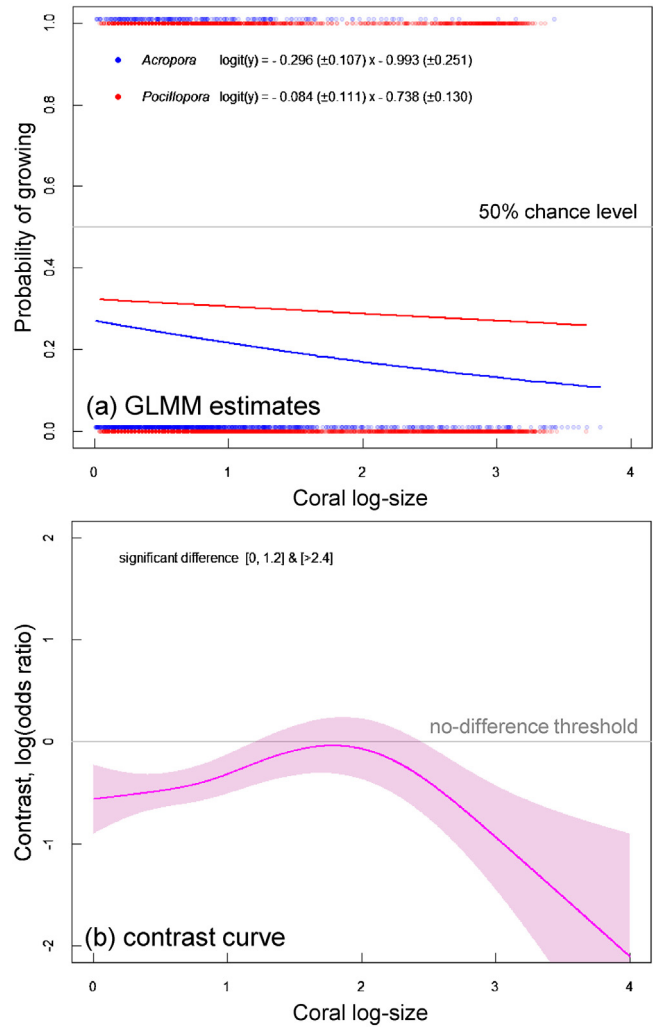 1.0
Acropora logit(y) = - 0.296 (±0.107) x - 0.993 (±0.251)
0.8
Pocillopora logit(y) = - 0.084 (±0.111) x - 0.738 (±0.130)
Probability of growing
0.6
50% chance level
0.4
0.2
(a) GLMM estimates
0.0
0 1 2 3 4
Coral log-size
2
significant difference [0, 1.2] & [>2.4]
1
Contrast, log(odds ratio)
no-difference threshold
0
-1
(b) contrast curve
-2
0 1 2 3 4
Coral log-size